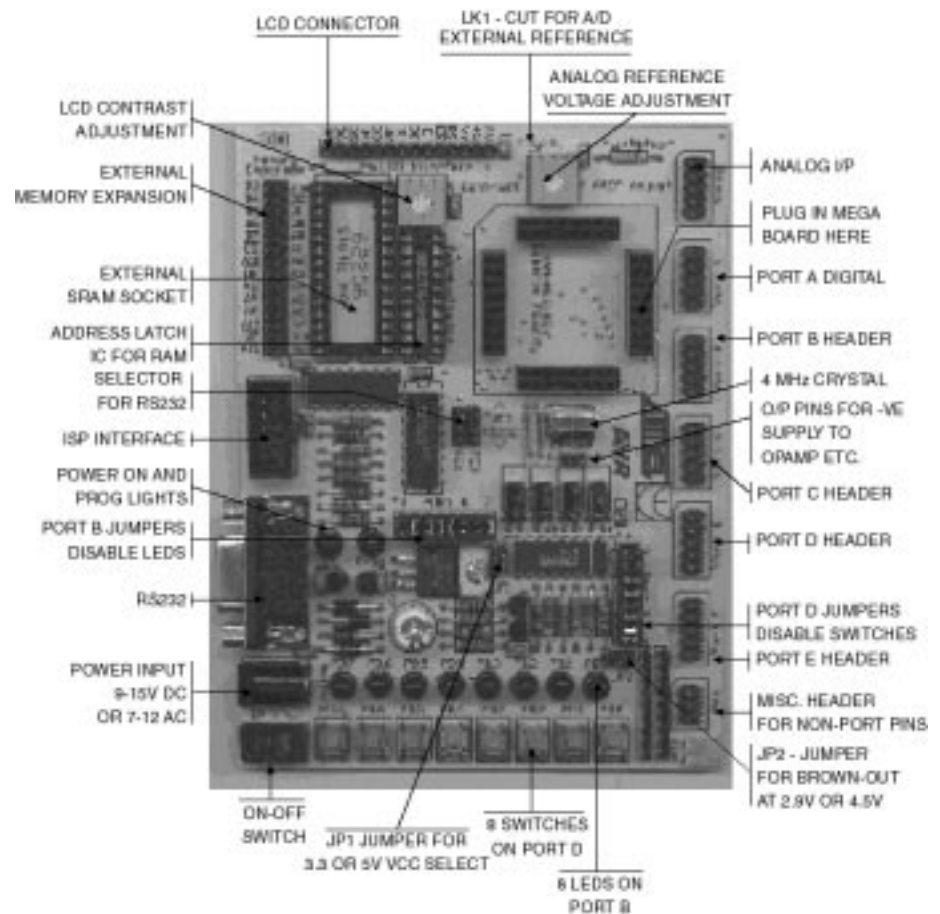 LCD CONNECTOR
LK1 - CUT FOR A/D
EXTERNAL REFERENCE
ANALOG REFERENCE
VOLTAGE ADJUSTMENT
LCD CONTRAST
ADJUSTMENT
EXTERNAL
MEMORY EXPANSION
EXTERNAL
SRAM SOCKET
ADDRESS LATCH
IC FOR RAM
SELECTOR
FOR RS232
ISP INTERFACE
POWER ON AND
PROG LIGHTS
PORT B JUMPERS
DISABLE LEDS
RS232
POWER INPUT
9-15V DC
OR 7-12 AC
ON-OFF
SWITCH
JP1 JUMPER FOR
3.3 OR 5V VCC SELECT
8 SWITCHES
ON PORT D
8 LEDS ON
PORT B
ANALOG I/P
PLUG IN MEGA
BOARD HERE
PORT A DIGITAL
PORT B HEADER
4 MHz CRYSTAL
O/P PINS FOR -VE
SUPPLY TO
OPAMP ETC.
PORT C HEADER
PORT D HEADER
PORT D JUMPERS
DISABLE SWITCHES
PORT E HEADER
MISC. HEADER
FOR NON-PORT PINS
JP2 - JUMPER
FOR BROWN-OUT
AT 2.9V OR 4.5V
AVR